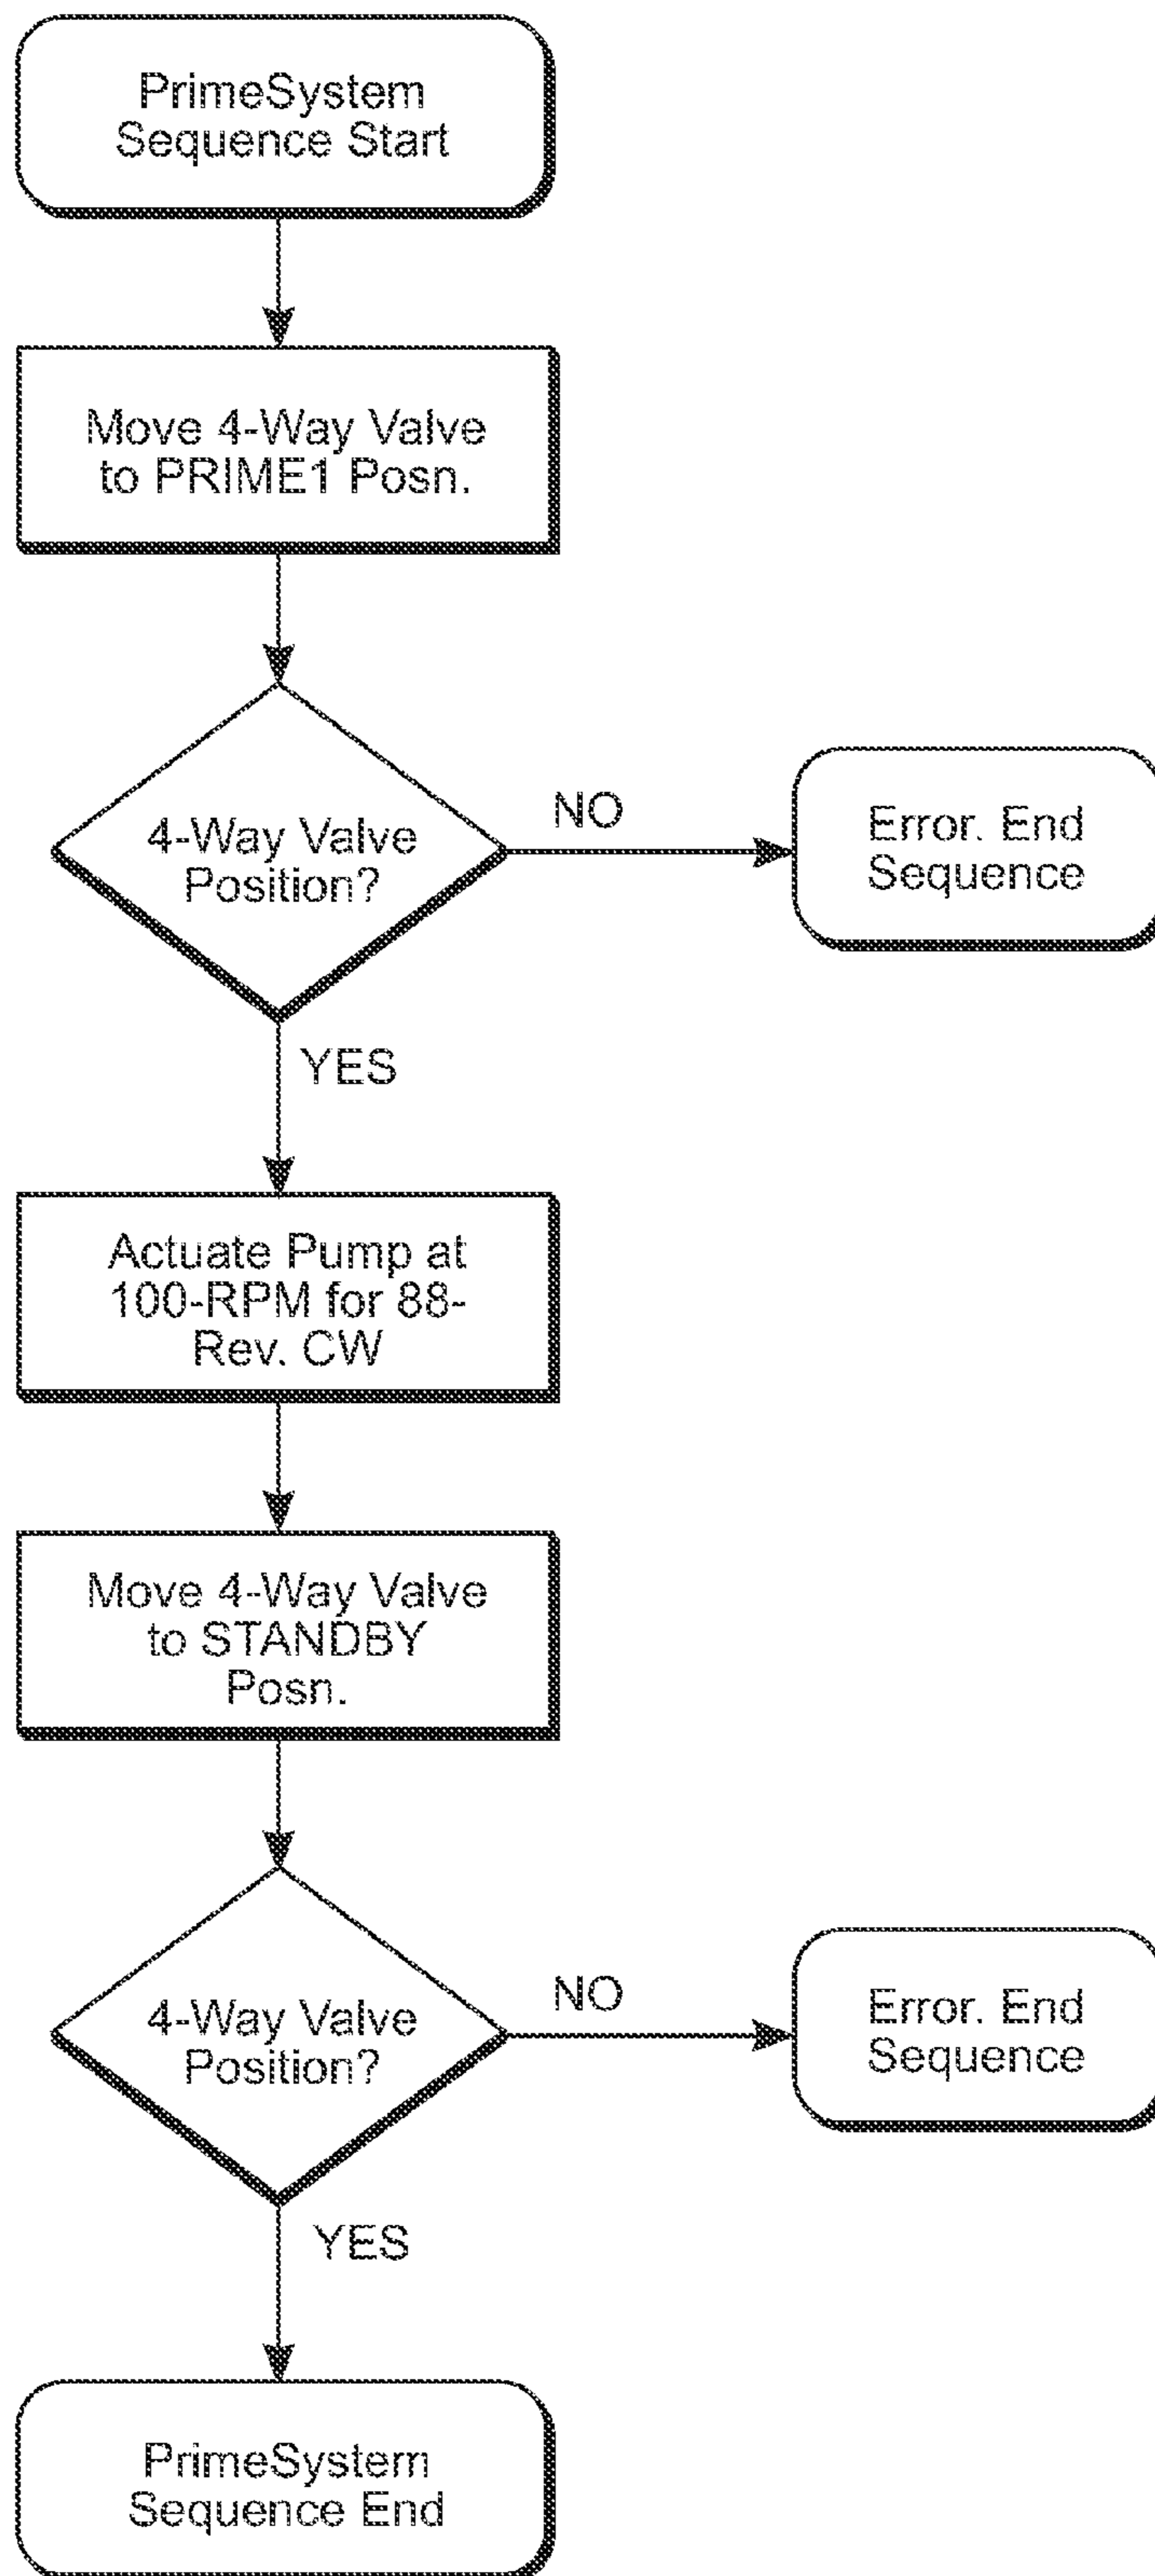 PrimeSystem
Sequence Start
Move 4-Way Valve
to PRIME1 Posn.
4-Way Valve
Position?
NO
Error. End
Sequence
YES
Actuate Pump at
100-RPM for 88-
Rev. CW
Move 4-Way Valve
to STANDBY
Posn.
4-Way Valve
Position?
NO
Error. End
Sequence
YES
PrimeSystem
Sequence End